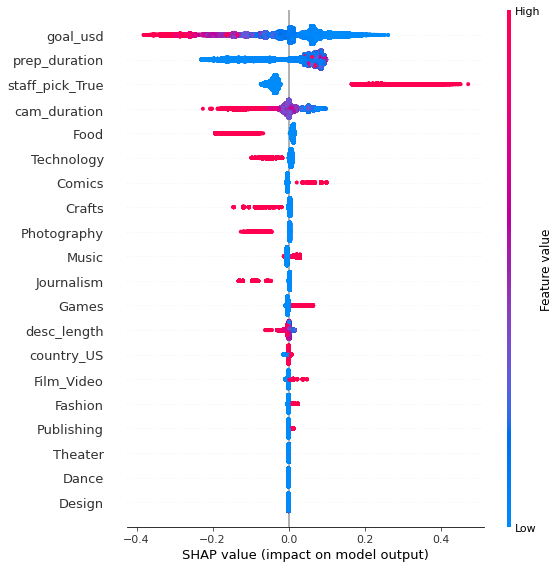 High
goal_usd
prep_duration
staff_pick_True
cam_duration
Food
Technology
Comics
Crafts
Photography
Music
Journalism
Games
desc_length
country_US
Film_Video
Fashion
Publishing
Theater
Dance
Design
Feature value
Low
−0.4 −0.2 0.0 0.2 0.4
SHAP value (impact on model output)